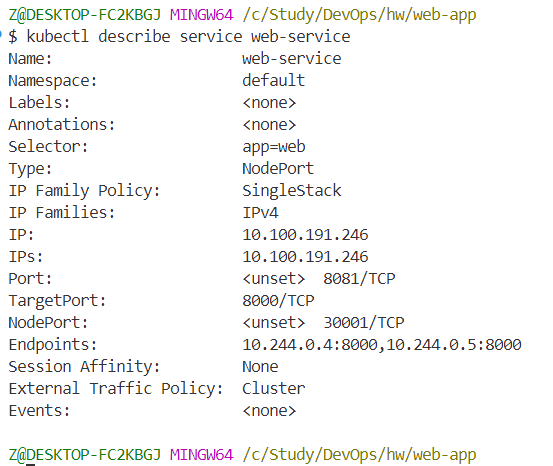 Z@DESKTOP-FC2KBGJ MINGW64 /c/Study/DevOps/hw/web-app
$ kubectl describe service web-service
Name:                     web-service
Namespace:                default
Labels:                   <none>
Annotations:              <none>
Selector:                 app=web
Type:                     NodePort
IP Family Policy:         SingleStack
IP Families:              IPv4
IP:                       10.100.191.246
IPs:                      10.100.191.246
Port:                     <unset>  8081/TCP
TargetPort:               8000/TCP
NodePort:                 <unset>  30001/TCP
Endpoints:                10.244.0.4:8000,10.244.0.5:8000
Session Affinity:         None
External Traffic Policy:  Cluster
Events:                   <none>
Z@DESKTOP-FC2KBGJ MINGW64 /c/Study/DevOps/hw/web-app